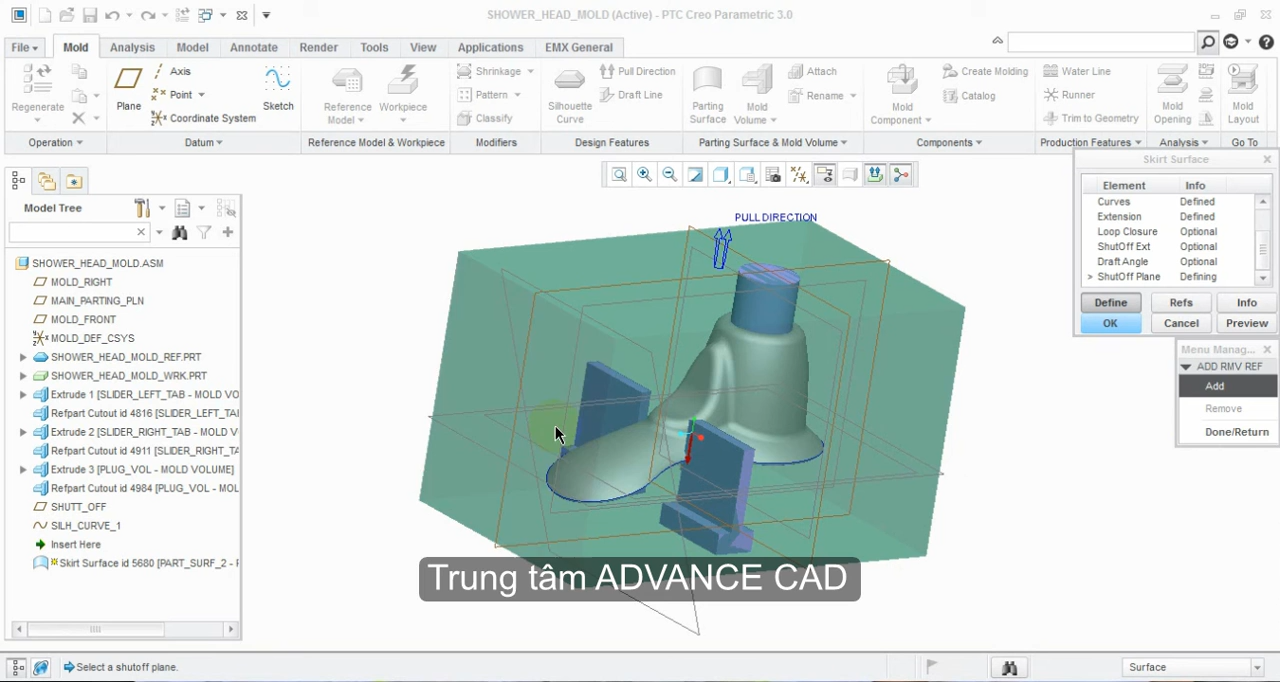 SHOWER_HEAD_MOLD (Active) - PTC Creo Parametric 3.0
File Mold Analysis Model Annotate Render Tools View Applications EMX General
Regenerate
Plane
Axis
Point
Coordinate System
Sketch
Reference Model
Workpiece
Shrinkage
Pattern
Classify
Silhouette Curve
Pull Direction
Draft Line
Parting Surface
Mold Volume
Attach
Rename
Mold Component
Create Molding
Catalog
Water Line
Runner
Trim to Geometry
Mold Opening
Mold Layout
Operation Datum Reference Model & Workpiece Modifiers Design Features Parting Surface & Mold Volume Components Production Features Analysis Go To
Model Tree
SHOWER_HEAD_MOLD.ASM
MOLD_RIGHT
MAIN_PARTING_PLN
MOLD_FRONT
MOLD_DEF_CSYS
SHOWER_HEAD_MOLD_REF.PRT
SHOWER_HEAD_MOLD_WRK.PRT
Extrude 1 [SLIDER_LEFT_TAB - MOLD VO
Refpart Cutout id 4816 [SLIDER_LEFT_TA
Extrude 2 [SLIDER_RIGHT_TAB - MOLD V
Refpart Cutout id 4911 [SLIDER_RIGHT_TA
Extrude 3 [PLUG_VOL - MOLD VOLUME]
Refpart Cutout id 4984 [PLUG_VOL - MOL
SHUTT_OFF
SILH_CURVE_1
Insert Here
Skirt Surface id 5680 [PART_SURF_2 - F
PULL DIRECTION
Trung tâm ADVANCE CAD
Skirt Surface
Element Info
Curves Defined
Extension Defined
Loop Closure Optional
ShutOff Ext Optional
Draft Angle Optional
> ShutOff Plane Defining
Define Refs Info
OK Cancel Preview
Menu Manag...
ADD RMV REF
Add
Remove
Done/Return
Select a shutoff plane.
Surface